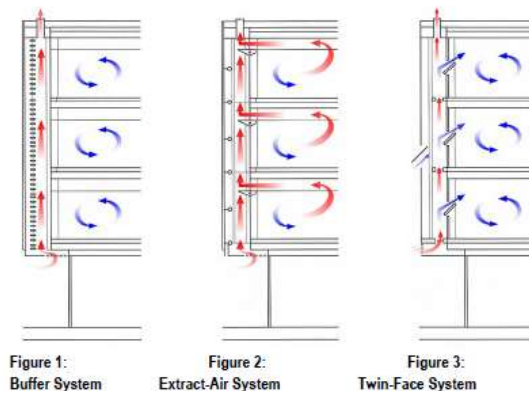 Figure 1:
Buffer System
Figure 2:
Extract-Air System
Figure 3:
Twin-Face System